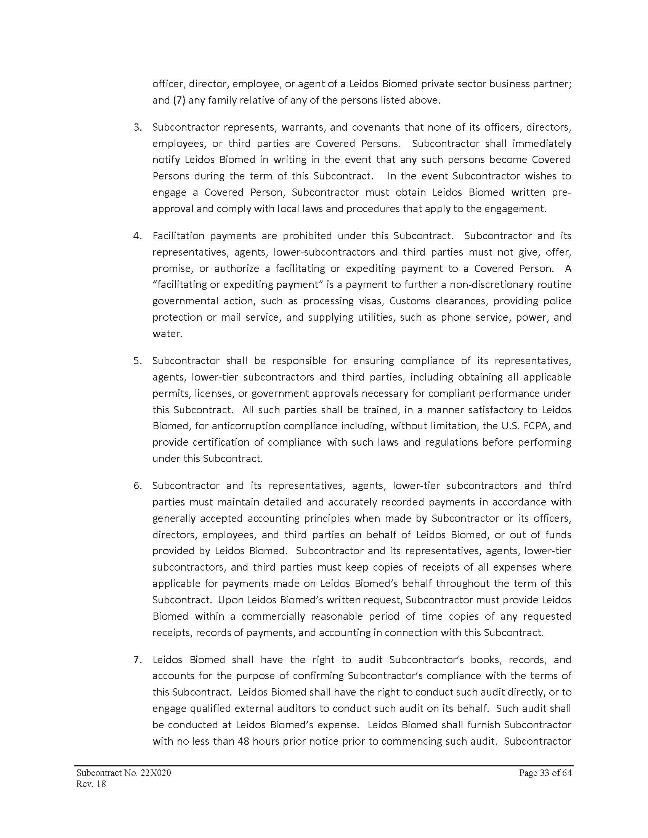 officer, director, employee, or agent of a Leidos Biomed private sector business partner;
and (7) any family relative of any of the persons listed above.
3. Subcontractor represents, warrants, and covenants that none of its officers, directors,
employees, or third parties are Covered Persons. Subcontractor shall immediately
notify Leidos Biomed in writing in the event that any such persons become Covered
Persons during the term of this Subcontract. In the event Subcontractor wishes to
engage a Covered Person, Subcontractor must obtain Leidos Biomed written pre-
approval and comply with local laws and procedures that apply to the engagement.
4. Facilitation payments are prohibited under this Subcontract. Subcontractor and its
representatives, agents, lower-subcontractors and third parties must not give, offer,
promise, or authorize a facilitating or expediting payment to a Covered Person. A
"facilitating or expediting payment" is a payment to further a non-discretionary routine
governmental action, such as processing visas, Customs clearances, providing police
protection or mail service, and supplying utilities, such as phone service, power, and
water.
5. Subcontractor shall be responsible for ensuring compliance of its representatives,
agents, lower-tier subcontractors and third parties, including obtaining all applicable
permits, licenses, or government approvals necessary for compliant performance under
this Subcontract. All such parties shall be trained, in a manner satisfactory to Leidos
Biomed, for anticorruption compliance including, without limitation, the U.S. FCPA, and
provide certification of compliance with such laws and regulations before performing
under this Subcontract.
6. Subcontractor and its representatives, agents, lower-tier subcontractors and third
parties must maintain detailed and accurately recorded payments in accordance with
generally accepted accounting principles when made by Subcontractor or its officers,
directors, employees, and third parties on behalf of Leidos Biomed, or out of funds
provided by Leidos Biomed. Subcontractor and its representatives, agents, lower-tier
subcontractors, and third parties must keep copies of receipts of all expenses where
applicable for payments made on Leidos Biomed's behalf throughout the term of this
Subcontract. Upon Leidos Biomed's written request, Subcontractor must provide Leidos
Biomed within a commercially reasonable period of time copies of any requested
receipts, records of payments, and accounting in connection with this Subcontract.
7. Leidos Biomed shall have the right to audit Subcontractor's books, records, and
accounts for the purpose of confirming Subcontractor's compliance with the terms of
this Subcontract. Leidos Biomed shall have the right to conduct such audit directly, or to
engage qualified external auditors to conduct such audit on its behalf. Such audit shall
be conducted at Leidos Biomed's expense. Leidos Biomed shall furnish Subcontractor
with no less than 48 hours prior notice prior to commencing such audit. Subcontractor
Subcontract No. 22X020 Page 33 of 64
Rev. 18